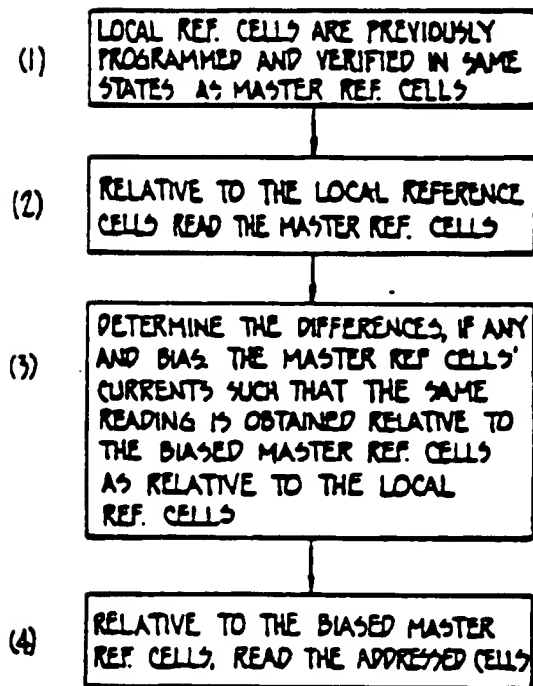 (1)
LOCAL REF. CELLS ARE PREVIOUSLY
PROGRAMMED AND VERIFIED IN SAME
STATES AS MASTER REF. CELLS
(2)
RELATIVE TO THE LOCAL REFERENCE
CELLS READ THE MASTER REF. CELLS
(3)
DETERMINE THE DIFFERENCES, IF ANY
AND BIAS. THE MASTER REF CELLS'
CURRENTS SUCH THAT THE SAME
READING IS OBTAINED RELATIVE TO
THE BIASED MASTER REF. CELLS
AS RELATIVE TO THE LOCAL
REF. CELLS
(4)
RELATIVE TO THE BIASED MASTER
REF. CELLS, READ THE ADDRESSED CELLS